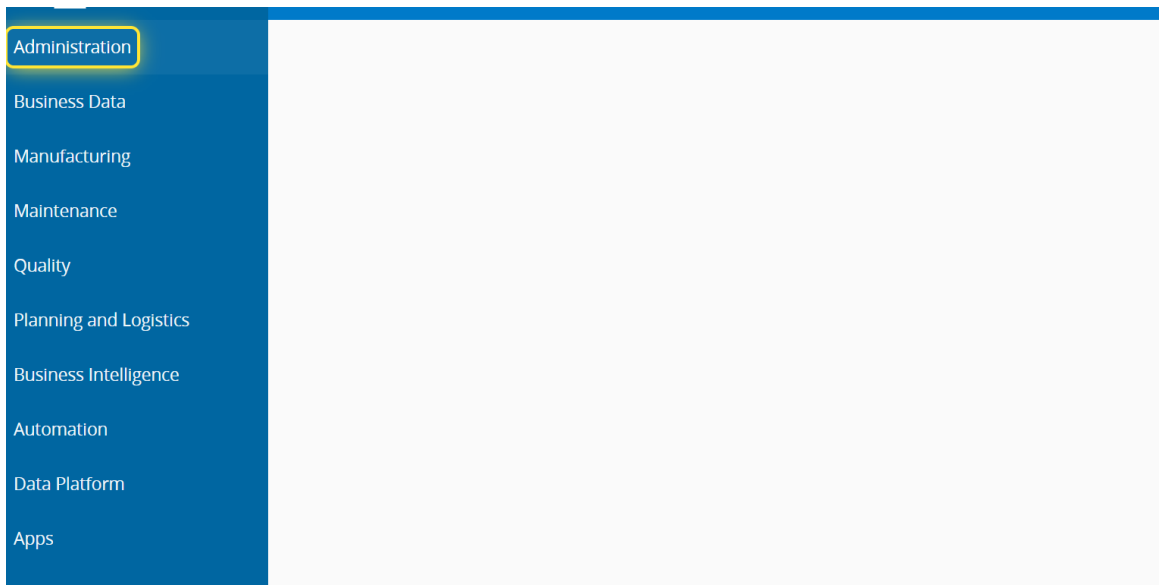 Administration
Business Data
Manufacturing
Maintenance
Quality
Planning and Logistics
Business Intelligence
Automation
Data Platform
Apps